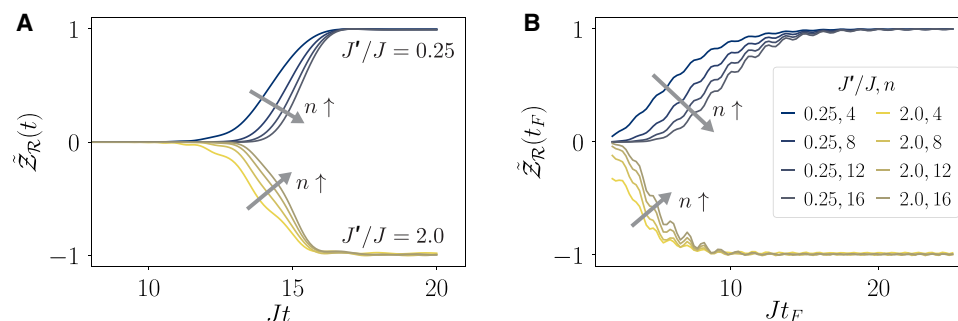 A
1
0
−1
𝒵̃_ℛ(t)
J′/J = 0.25
n ↑
n ↑
J′/J = 2.0
10
15
20
Jt
B
1
0
−1
𝒵̃_ℛ(t_F)
n ↑
n ↑
J′/J, n
0.25, 4
2.0, 4
0.25, 8
2.0, 8
0.25, 12
2.0, 12
0.25, 16
2.0, 16
10
20
Jt_F